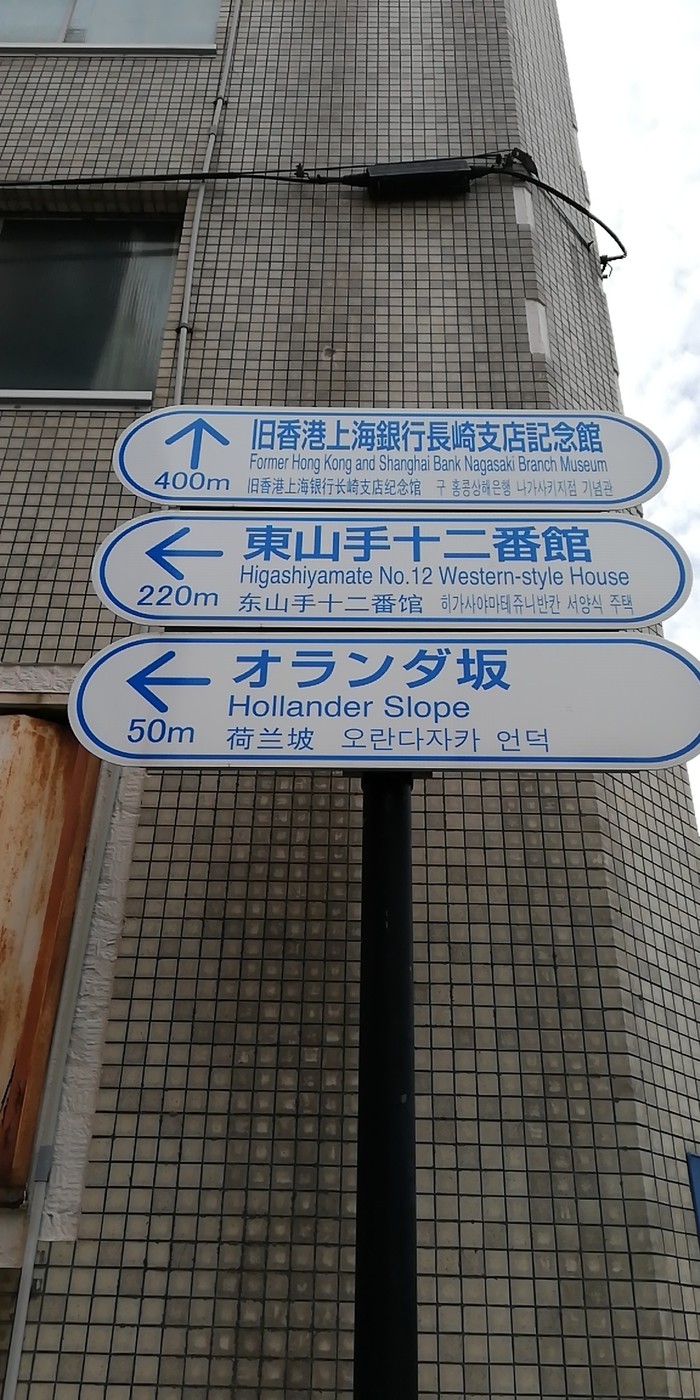 旧香港上海銀行長崎支店記念館
Former Hong Kong and Shanghai Bank Nagasaki Branch Museum
400m 旧香港上海银行长崎支店纪念馆 구 홍콩상해은행 나가사키지점 기념관
東山手十二番館
Higashiyamate No.12 Western-style House
220m 东山手十二番馆 히가사야마테쥬니반칸 서양식 주택
オランダ坂
Hollander Slope
50m 荷兰坡 오란다자카 언덕